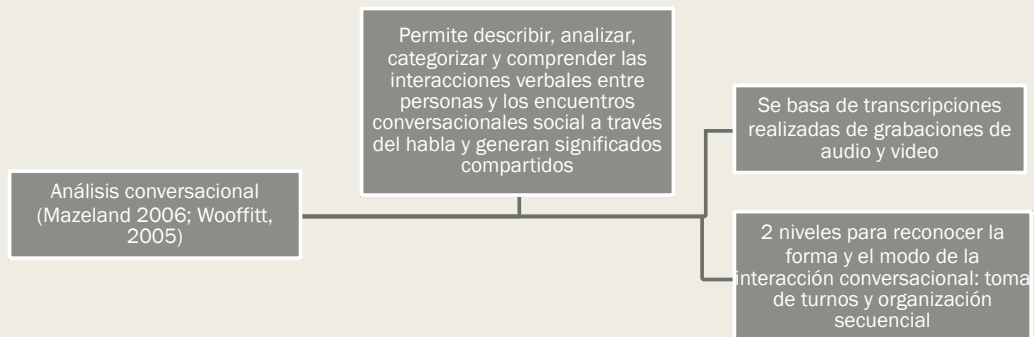 Permite describir, analizar,
categorizar y comprender las
interacciones verbales entre
personas y los encuentros
conversacionales social a través
del habla y generan significados
compartidos
Se basa de transcripciones
realizadas de grabaciones de
audio y video
Análisis conversacional
(Mazeland 2006; Wooffitt,
2005)
2 niveles para reconocer la
forma y el modo de la
interacción conversacional: toma
de turnos y organización
secuencial